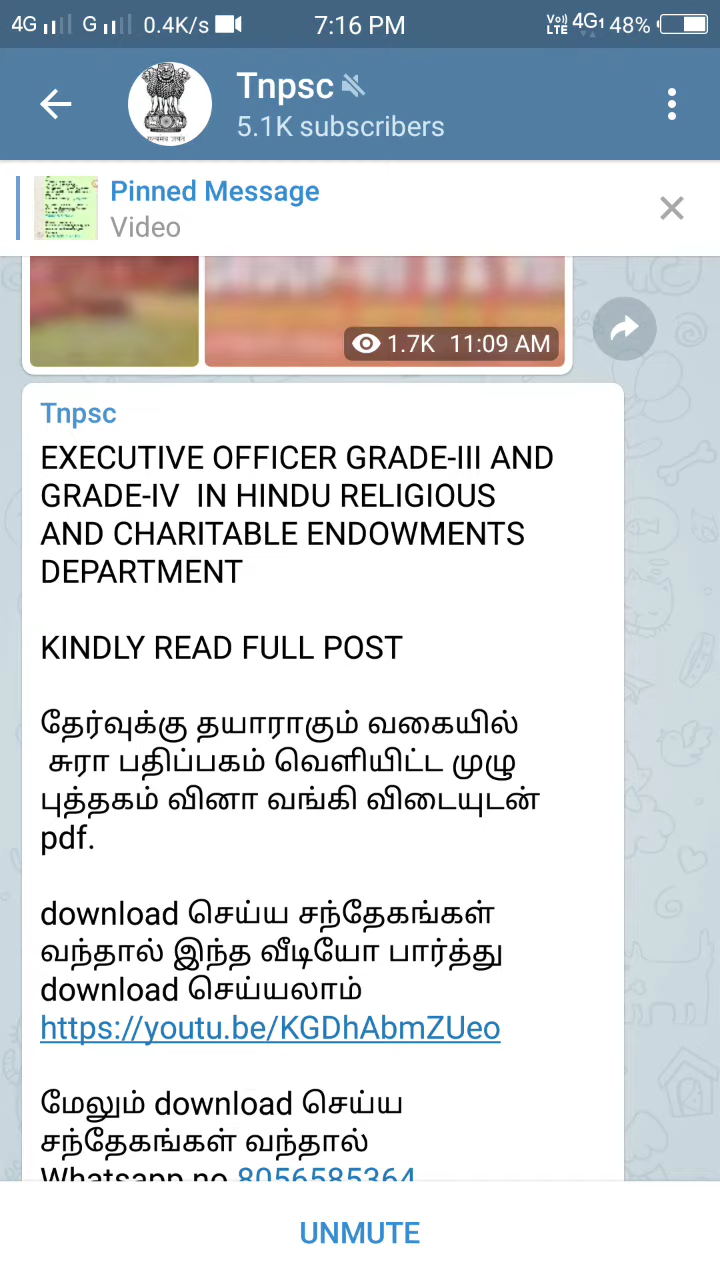 4G G 0.4K/s 7:16 PM Vo)) LTE 4G1 48%
Tnpsc
5.1K subscribers
Pinned Message
Video
1.7K 11:09 AM
Tnpsc
EXECUTIVE OFFICER GRADE-III AND
GRADE-IV IN HINDU RELIGIOUS
AND CHARITABLE ENDOWMENTS
DEPARTMENT
KINDLY READ FULL POST
தேர்வுக்கு தயாராகும் வகையில்
சுரா பதிப்பகம் வெளியிட்ட முழு
புத்தகம் வினா வங்கி விடையுடன்
pdf.
download செய்ய சந்தேகங்கள்
வந்தால் இந்த வீடியோ பார்த்து
download செய்யலாம்
https://youtu.be/KGDhAbmZUeo
மேலும் download செய்ய
சந்தேகங்கள் வந்தால்
Whatsapp no 8056585364
UNMUTE